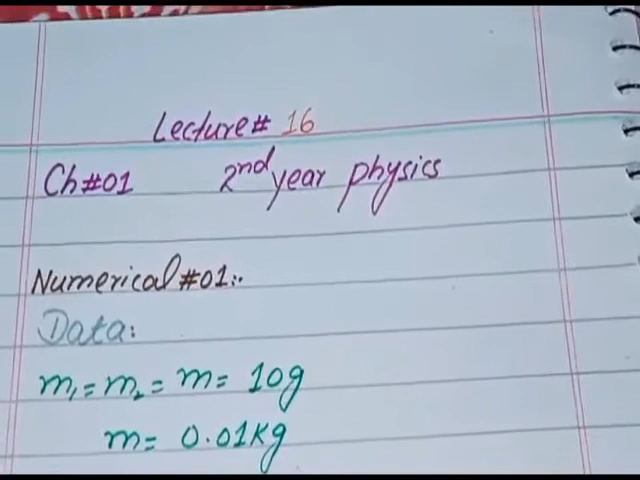 Lecture# 16
Ch#01 2nd year physics
Numerical#01:.
Data:
m₁= m₂ = m= 10g
m= 0.01Kg